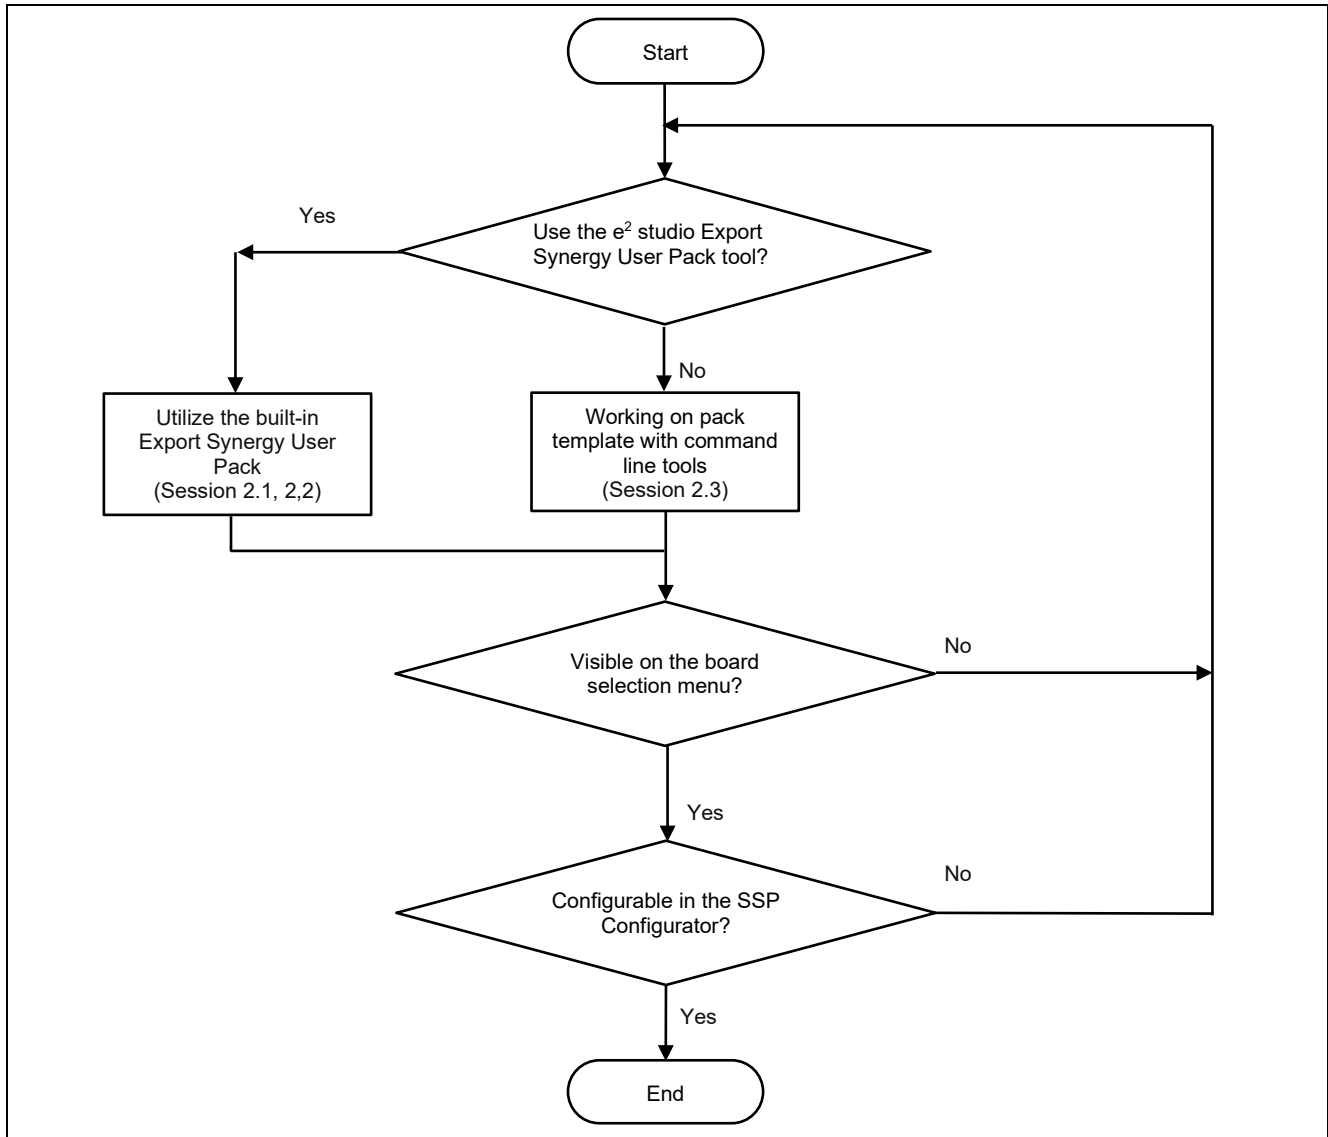 Start
Yes
Use the e² studio Export
Synergy User Pack tool?
No
Utilize the built-in
Export Synergy User
Pack
(Session 2.1, 2,2)
Working on pack
template with command
line tools
(Session 2.3)
Visible on the board
selection menu?
No
Yes
Configurable in the SSP
Configurator?
No
Yes
End